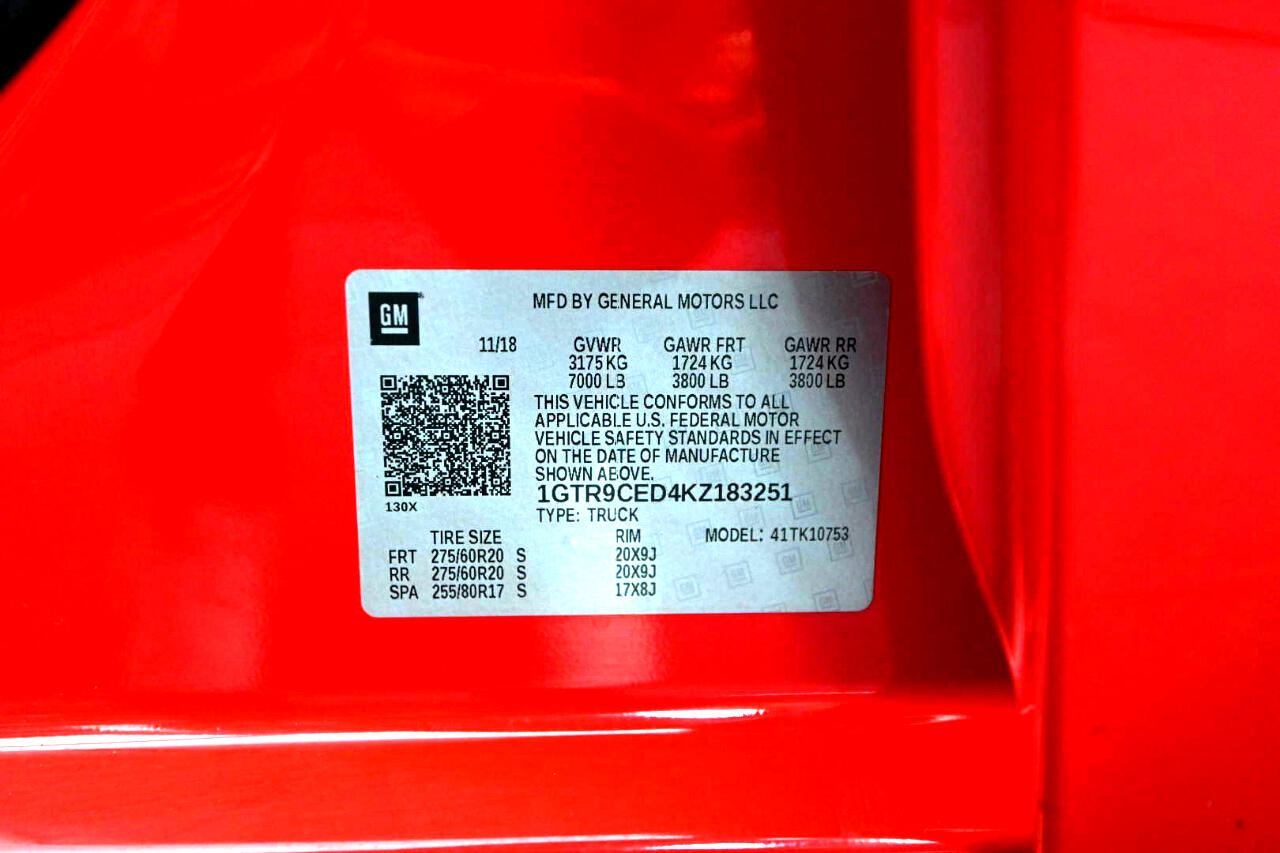 GM
MFD BY GENERAL MOTORS LLC
11/18 GVWR GAWR FRT GAWR RR
3175 KG 1724 KG 1724 KG
7000 LB 3800 LB 3800 LB
THIS VEHICLE CONFORMS TO ALL
APPLICABLE U.S. FEDERAL MOTOR
VEHICLE SAFETY STANDARDS IN EFFECT
ON THE DATE OF MANUFACTURE
SHOWN ABOVE.
1GTR9CED4KZ183251
130X
TYPE: TRUCK
TIRE SIZE RIM MODEL: 41TK10753
FRT 275/60R20 S 20X9J
RR 275/60R20 S 20X9J
SPA 255/80R17 S 17X8J